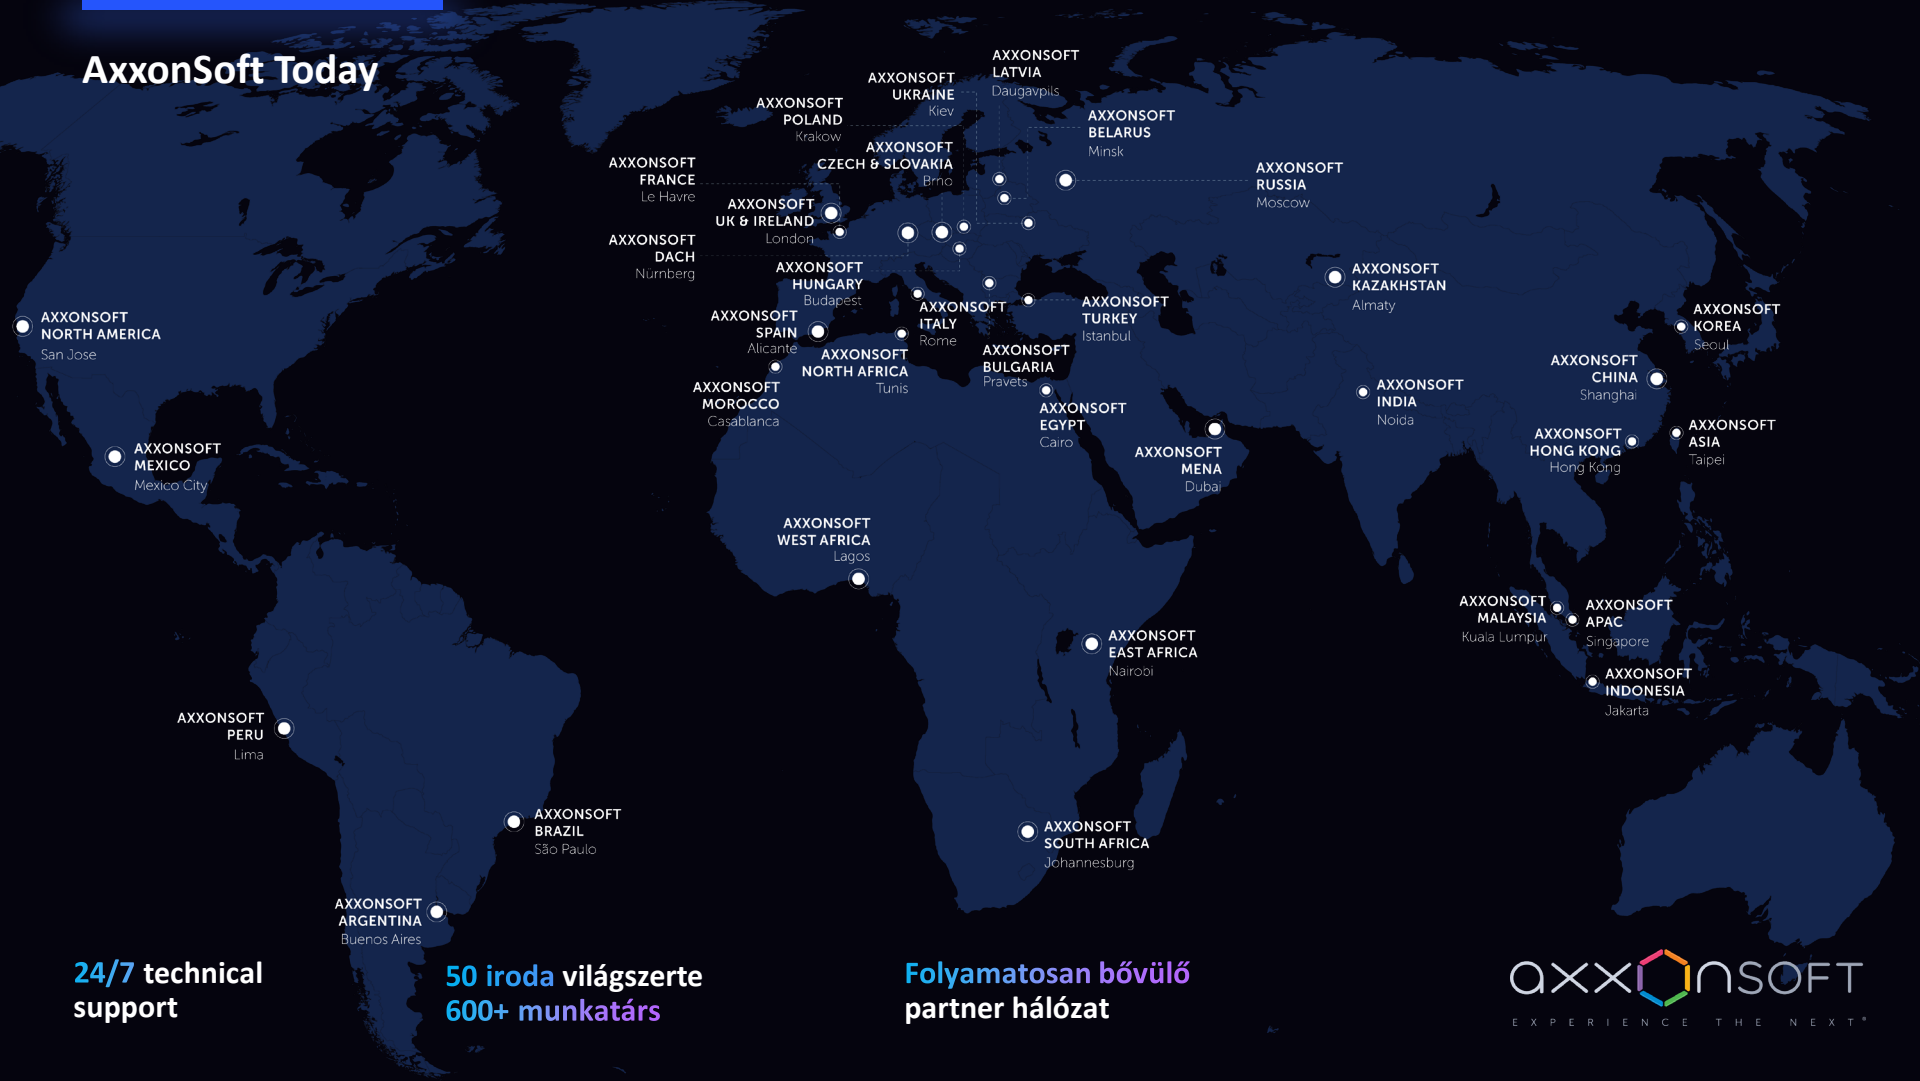 AxxonSoft Today
AXXONSOFT
LATVIA
Daugavpils
AXXONSOFT
UKRAINE
Kiev
AXXONSOFT
POLAND
Krakow
AXXONSOFT
BELARUS
Minsk
AXXONSOFT
CZECH & SLOVAKIA
Brno
AXXONSOFT
FRANCE
Le Havre
AXXONSOFT
RUSSIA
Moscow
AXXONSOFT
UK & IRELAND
London
AXXONSOFT
DACH
Nürnberg
AXXONSOFT
HUNGARY
Budapest
AXXONSOFT
KAZAKHSTAN
Almaty
AXXONSOFT
ITALY
Rome
AXXONSOFT
TURKEY
Istanbul
AXXONSOFT
KOREA
Seoul
AXXONSOFT
NORTH AMERICA
San Jose
AXXONSOFT
SPAIN
Alicante
AXXONSOFT
NORTH AFRICA
Tunis
AXXONSOFT
BULGARIA
Pravets
AXXONSOFT
CHINA
Shanghai
AXXONSOFT
MOROCCO
Casablanca
AXXONSOFT
INDIA
Noida
AXXONSOFT
EGYPT
Cairo
AXXONSOFT
HONG KONG
Hong Kong
AXXONSOFT
ASIA
Taipei
AXXONSOFT
MEXICO
Mexico City
AXXONSOFT
MENA
Dubai
AXXONSOFT
WEST AFRICA
Lagos
AXXONSOFT
MALAYSIA
Kuala Lumpur
AXXONSOFT
APAC
Singapore
AXXONSOFT
EAST AFRICA
Nairobi
AXXONSOFT
INDONESIA
Jakarta
AXXONSOFT
PERU
Lima
AXXONSOFT
BRAZIL
São Paulo
AXXONSOFT
SOUTH AFRICA
Johannesburg
AXXONSOFT
ARGENTINA
Buenos Aires
24/7 technical
support
50 iroda világszerte
600+ munkatárs
Folyamatosan bővülő
partner hálózat
axxonsoft
EXPERIENCE THE NEXT®